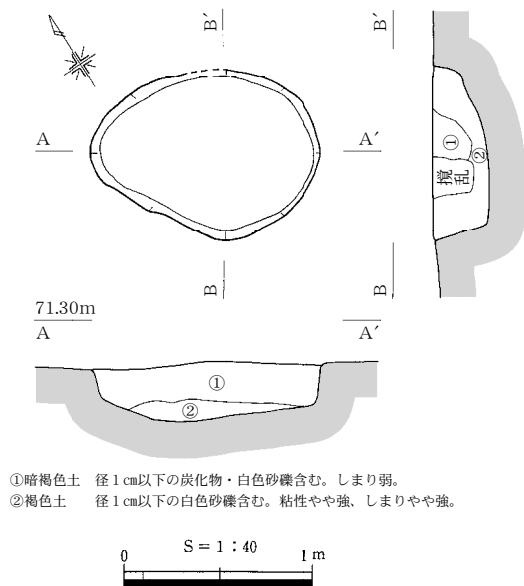 B′
B′
A
A′
①
②
撹乱
B
B
71.30m
A
A′
①
②
①暗褐色土　径1㎝以下の炭化物・白色砂礫含む。しまり弱。
②褐色土　径1㎝以下の白色砂礫含む。粘性やや強、しまりやや強。
S=1:40
0
1m